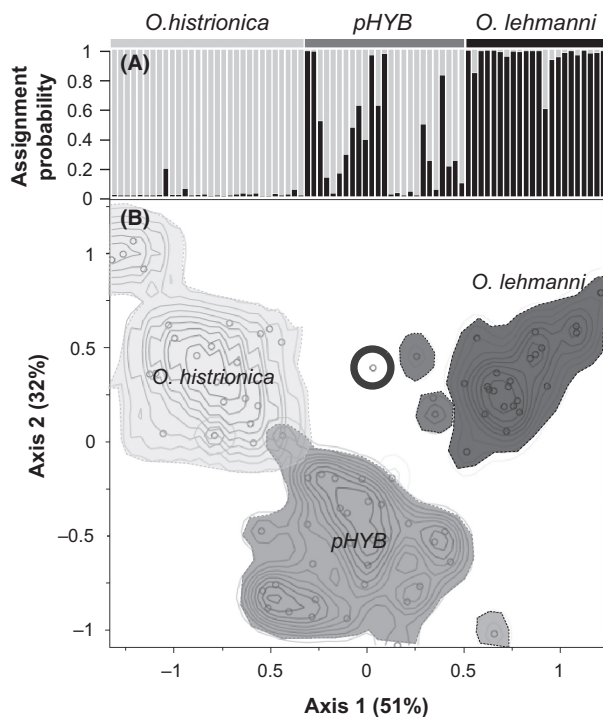 O.histrionica pHYB O. lehmanni
(A)
Assignment probability
1
0.8
0.6
0.4
0.2
0
(B)
O. lehmanni
O. histrionica
pHYB
Axis 2 (32%)
1
0.5
0
–0.5
–1
–1 0.5 0 0.5 1
Axis 1 (51%)